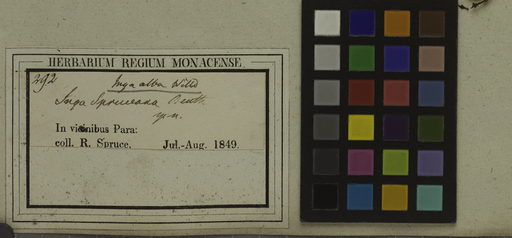 HERBARIUM REGIUM MONACENSE
292
Inga alba Willd
Inga Spruceana Benth.
In vicinibus Para:
coll. R. Spruce. Jul.-Aug. 1849.